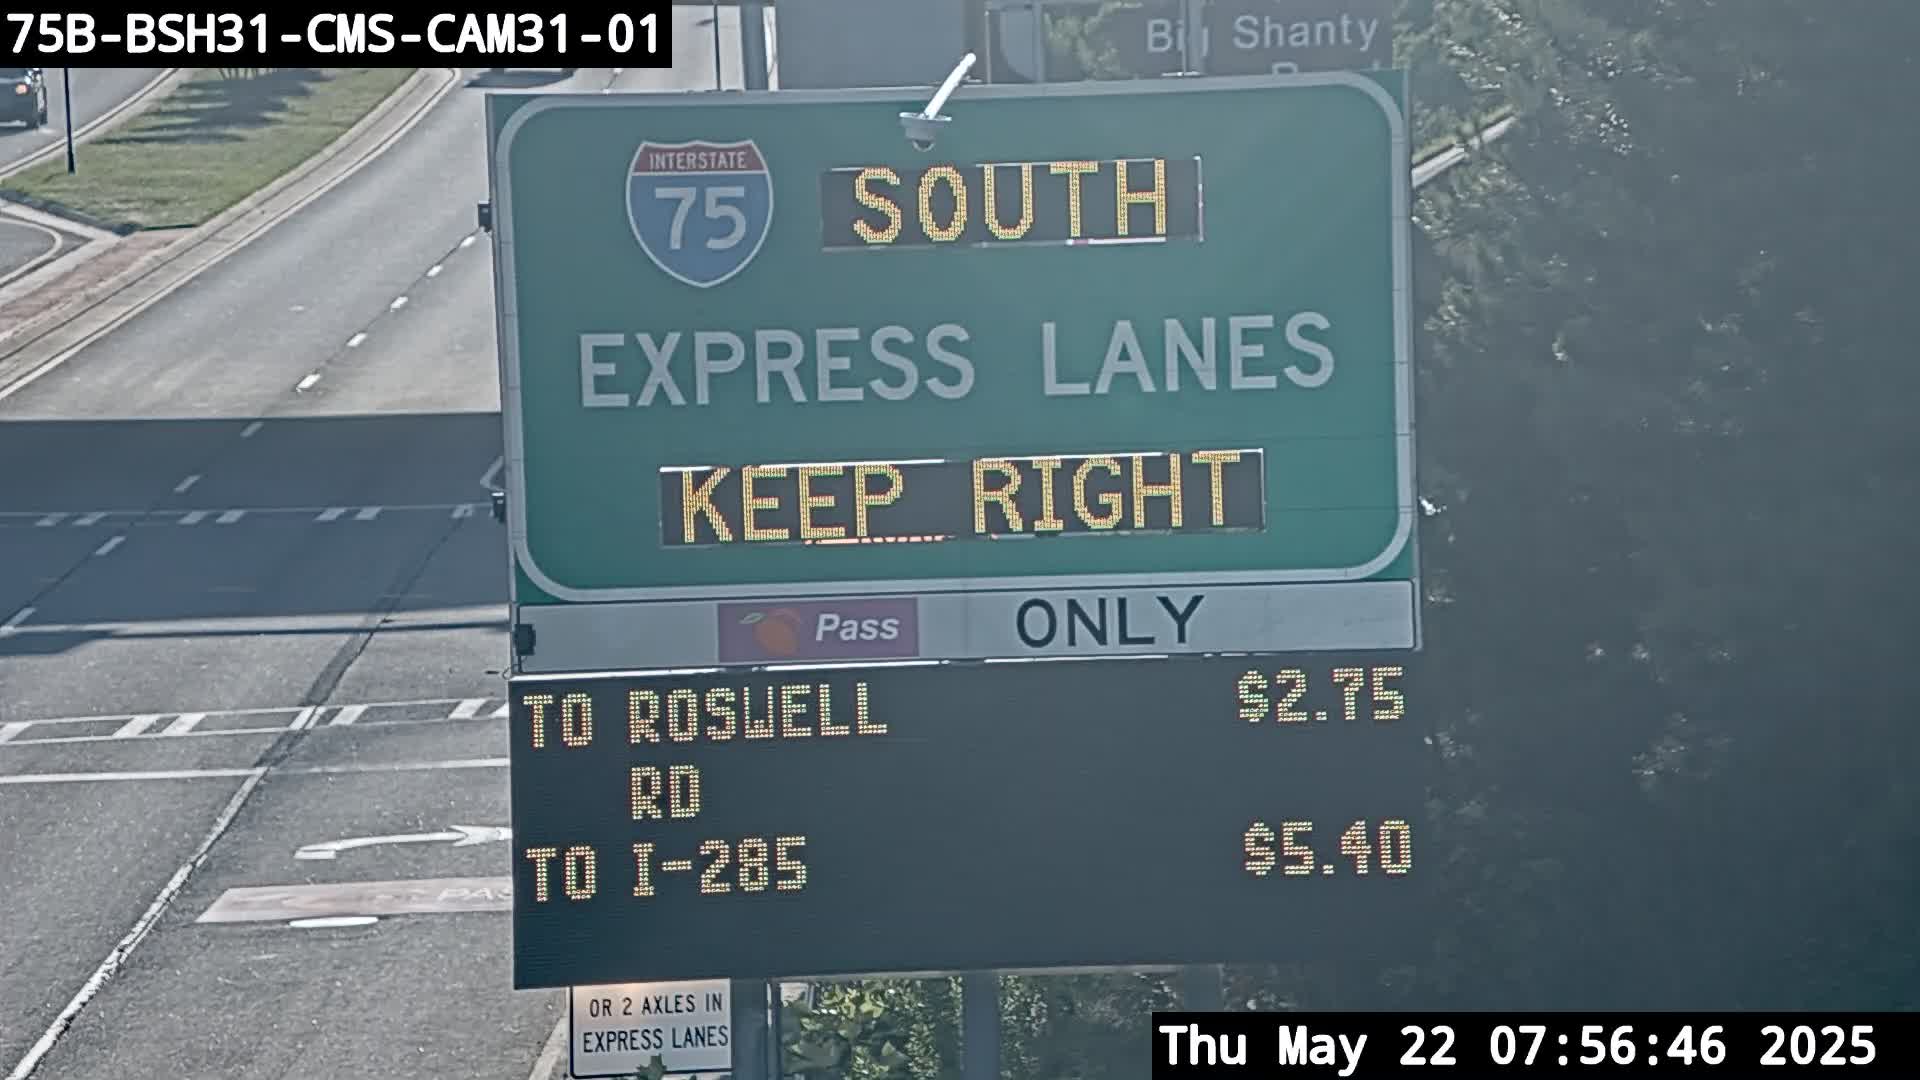 75B-BSH31-CMS-CAM31-01
Big Shanty
INTERSTATE
75
SOUTH
EXPRESS LANES
KEEP RIGHT
Pass ONLY
TO ROSWELL $2.75
RD
TO I-285 $5.40
OR 2 AXLES IN
EXPRESS LANES
Thu May 22 07:56:46 2025